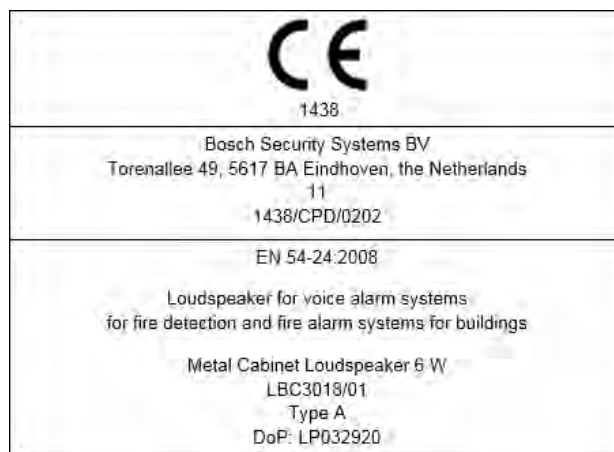 CE
1438
Bosch Security Systems BV
Torenallee 49, 5617 BA Eindhoven, the Netherlands
11
1438/CPD/0202
EN 54-24:2008
Loudspeaker for voice alarm systems
for fire detection and fire alarm systems for buildings
Metal Cabinet Loudspeaker 6 W
LBC3018/01
Type A
DoP: LP032920